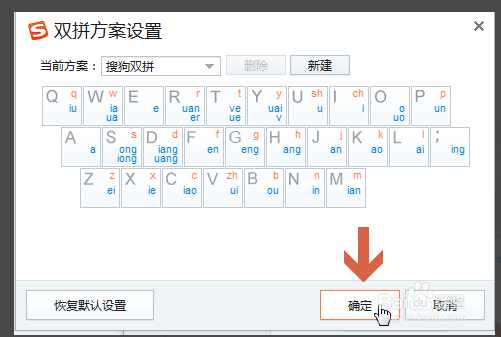 双拼方案设置
当前方案： 搜狗双拼 删除 新建
Q q iu W w ia ua E e R r uan er T t ve ue Y y uai v U sh u I ch i O o uo P p un
A a S s ong iong D d iang uang F f en G g eng H h ang J j an K k ao L l ai ; ing
Z z ei X x ie C c iao V zh ui B b ou N n in M m ian
恢复默认设置 确定 取消